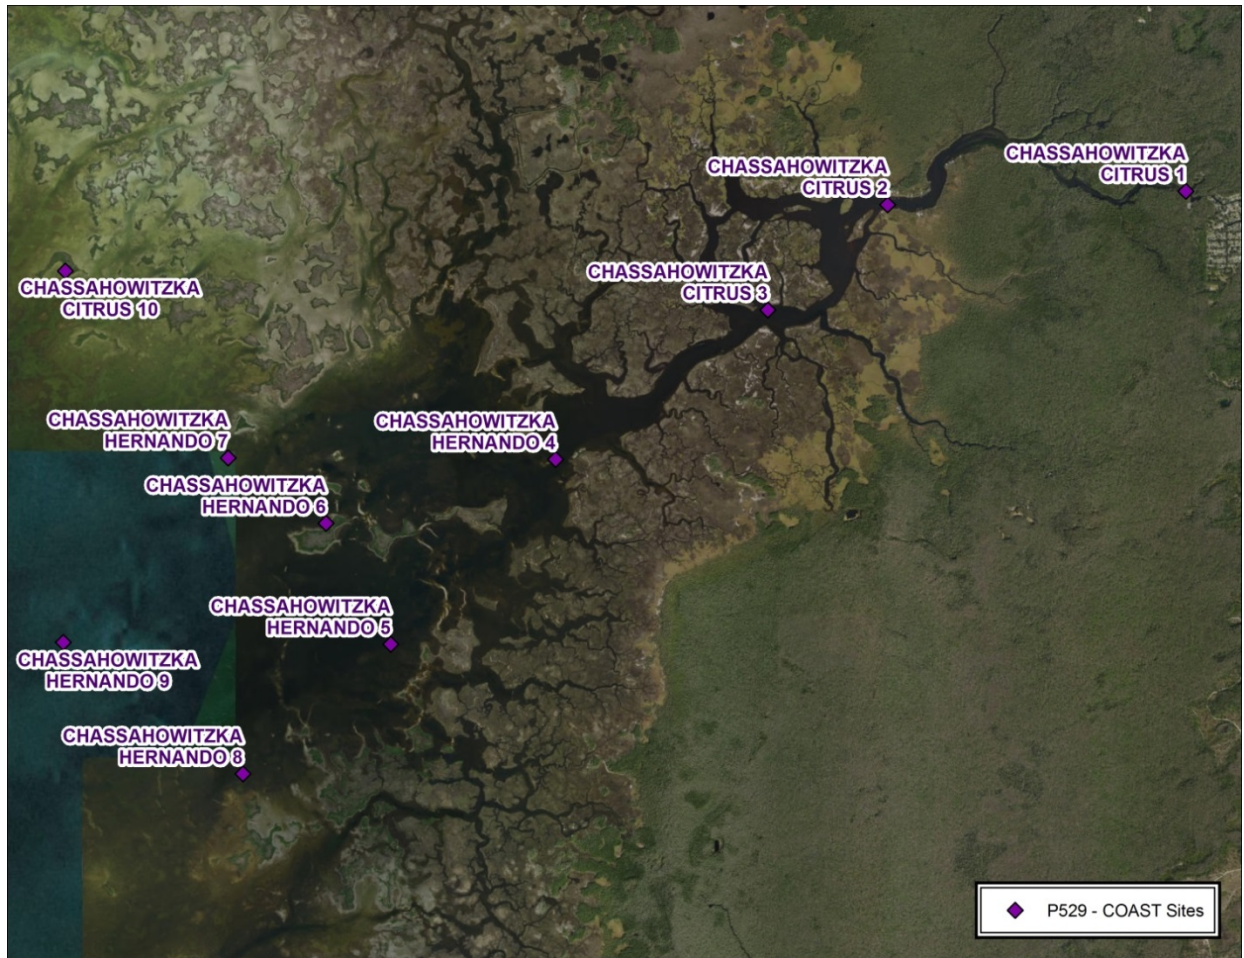 CHASSAHOWITZKA
CITRUS 1
CHASSAHOWITZKA
CITRUS 2
CHASSAHOWITZKA
CITRUS 3
CHASSAHOWITZKA
CITRUS 10
CHASSAHOWITZKA
HERNANDO 7
CHASSAHOWITZKA
HERNANDO 4
CHASSAHOWITZKA
HERNANDO 6
CHASSAHOWITZKA
HERNANDO 5
CHASSAHOWITZKA
HERNANDO 9
CHASSAHOWITZKA
HERNANDO 8
P529 - COAST Sites